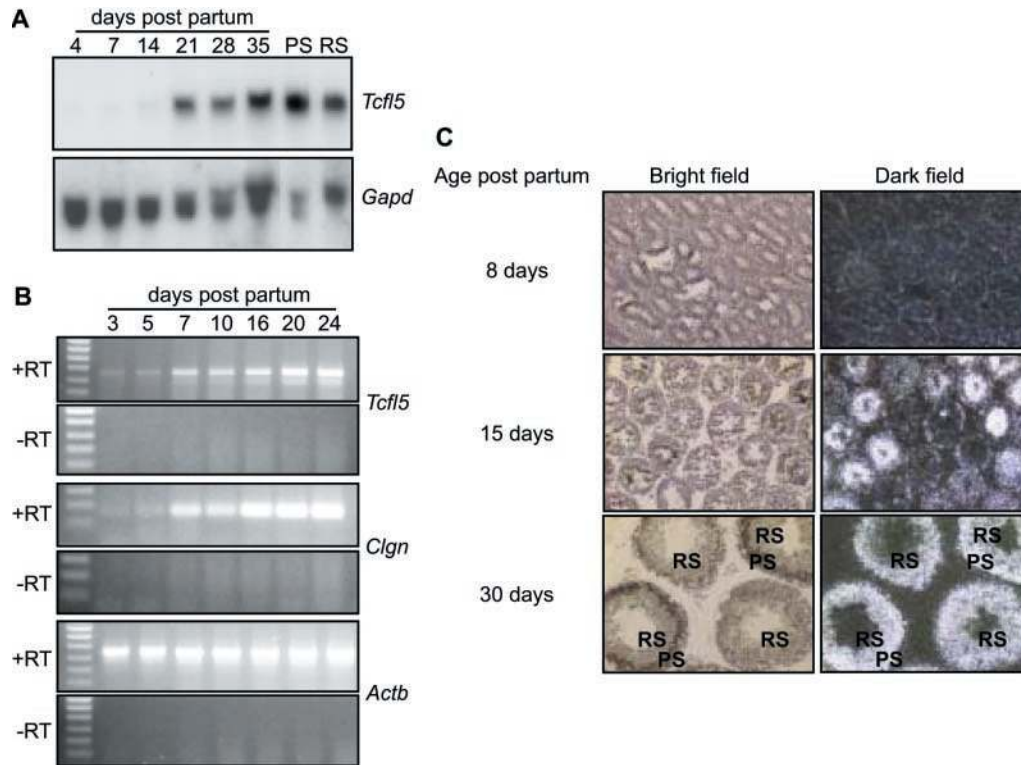 A
days post partum
4 7 14 21 28 35 PS RS
Tcfl5
Gapd
B
days post partum
3 5 7 10 16 20 24
+RT
Tcfl5
-RT
+RT
Clgn
-RT
+RT
Actb
-RT
C
Age post partum Bright field Dark field
8 days
15 days
30 days
RS RS PS
RS PS RS
RS RS PS
RS PS RS